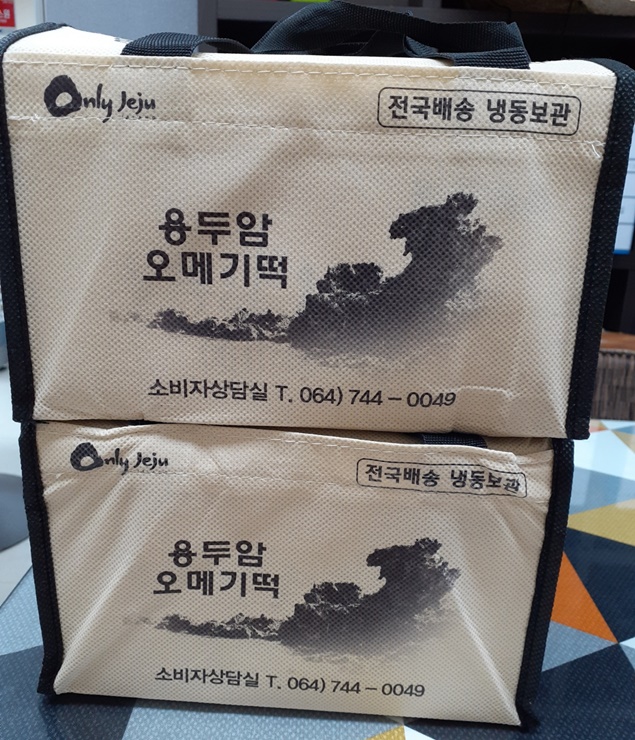 Only Jeju
전국배송 냉동보관
용두암
오메기떡
소비자상담실 T. 064) 744 - 0049
Only Jeju
전국배송 냉동보관
용두암
오메기떡
소비자상담실 T. 064) 744 - 0049